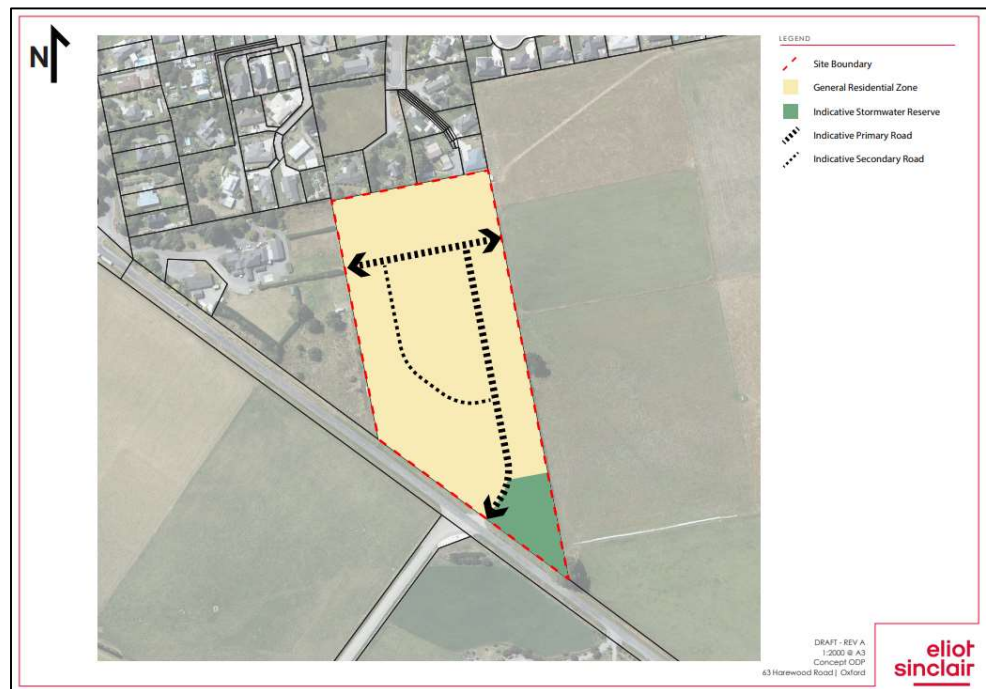 N
LEGEND
Site Boundary
General Residential Zone
Indicative Stormwater Reserve
Indicative Primary Road
Indicative Secondary Road
DRAFT - REV A
1:2000 @ A3
Concept ODP
63 Harewood Road | Oxford
eliot
sinclair